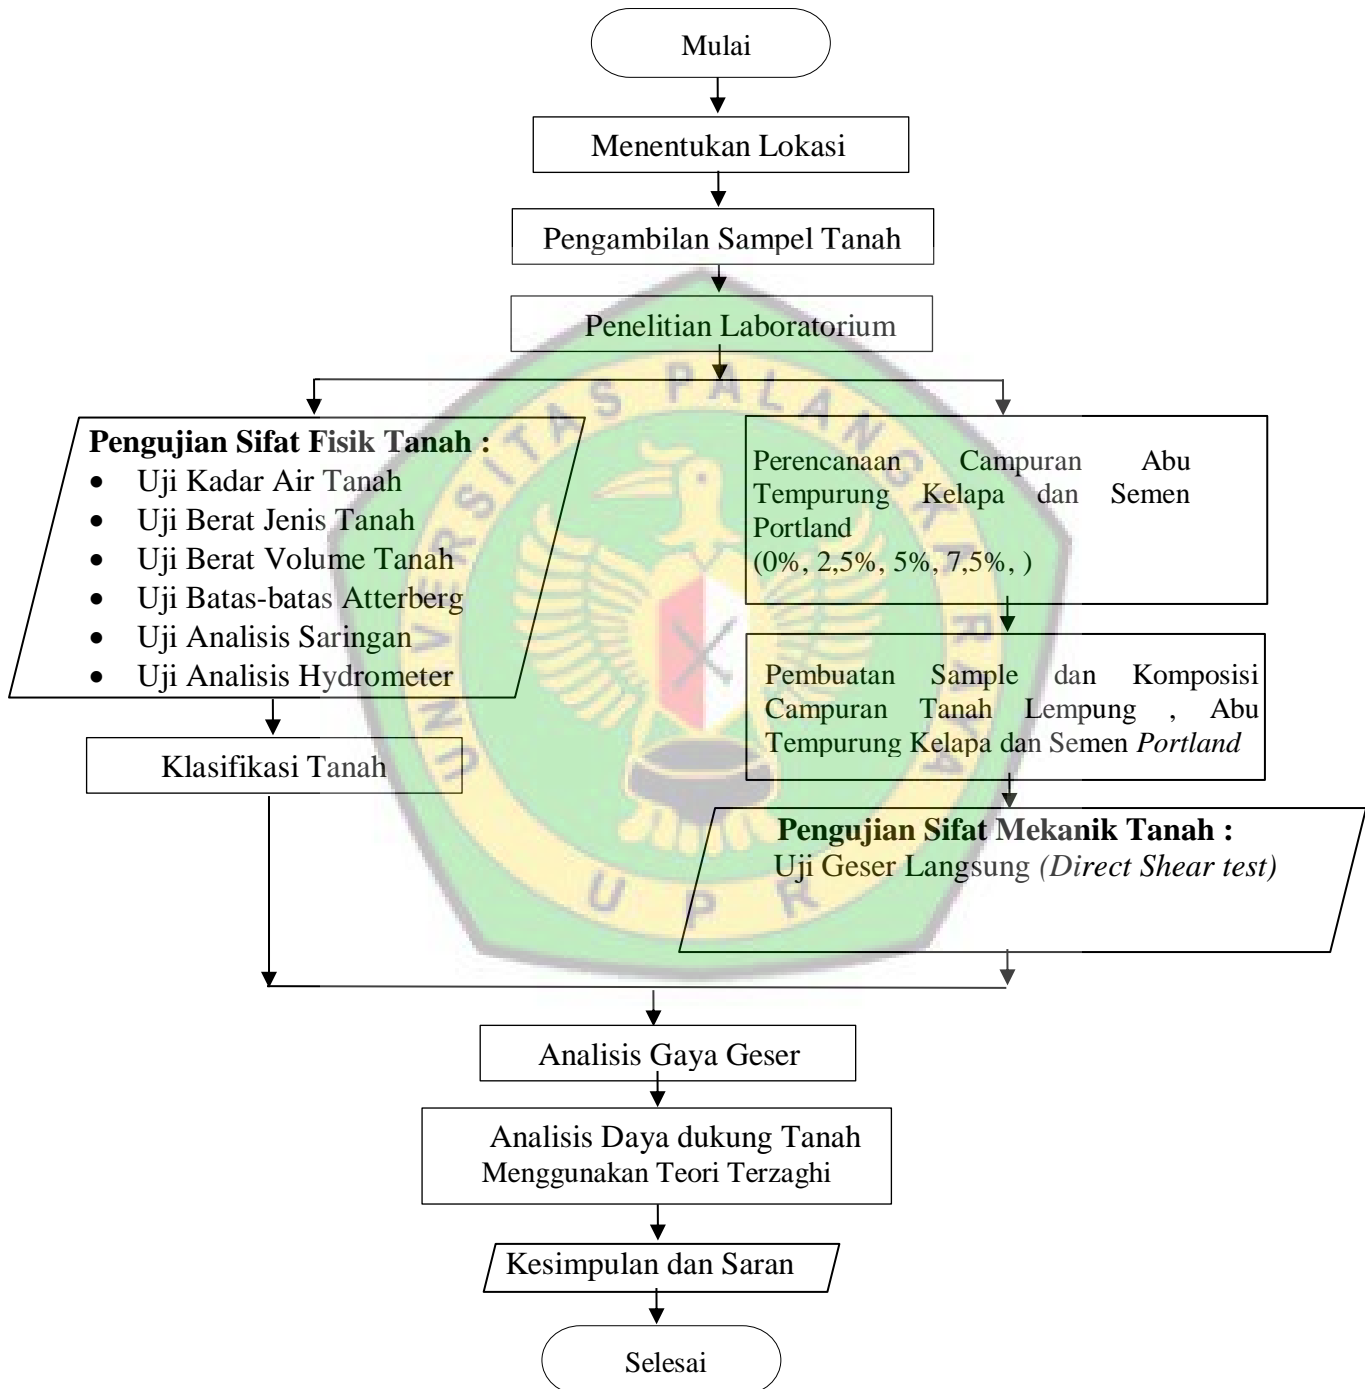 Mulai
Menentukan Lokasi
Pengambilan Sampel Tanah
Penelitian Laboratorium
Pengujian Sifat Fisik Tanah :
• Uji Kadar Air Tanah
• Uji Berat Jenis Tanah
• Uji Berat Volume Tanah
• Uji Batas-batas Atterberg
• Uji Analisis Saringan
• Uji Analisis Hydrometer
Klasifikasi Tanah
Perencanaan Campuran Abu
Tempurung Kelapa dan Semen
Portland
(0%, 2,5%, 5%, 7,5%, )
Pembuatan Sample dan Komposisi
Campuran Tanah Lempung , Abu
Tempurung Kelapa dan Semen Portland
Pengujian Sifat Mekanik Tanah :
Uji Geser Langsung (Direct Shear test)
Analisis Gaya Geser
Analisis Daya dukung Tanah
Menggunakan Teori Terzaghi
Kesimpulan dan Saran
Selesai
UNIVERSITAS PALANGKA RAYA
UPR